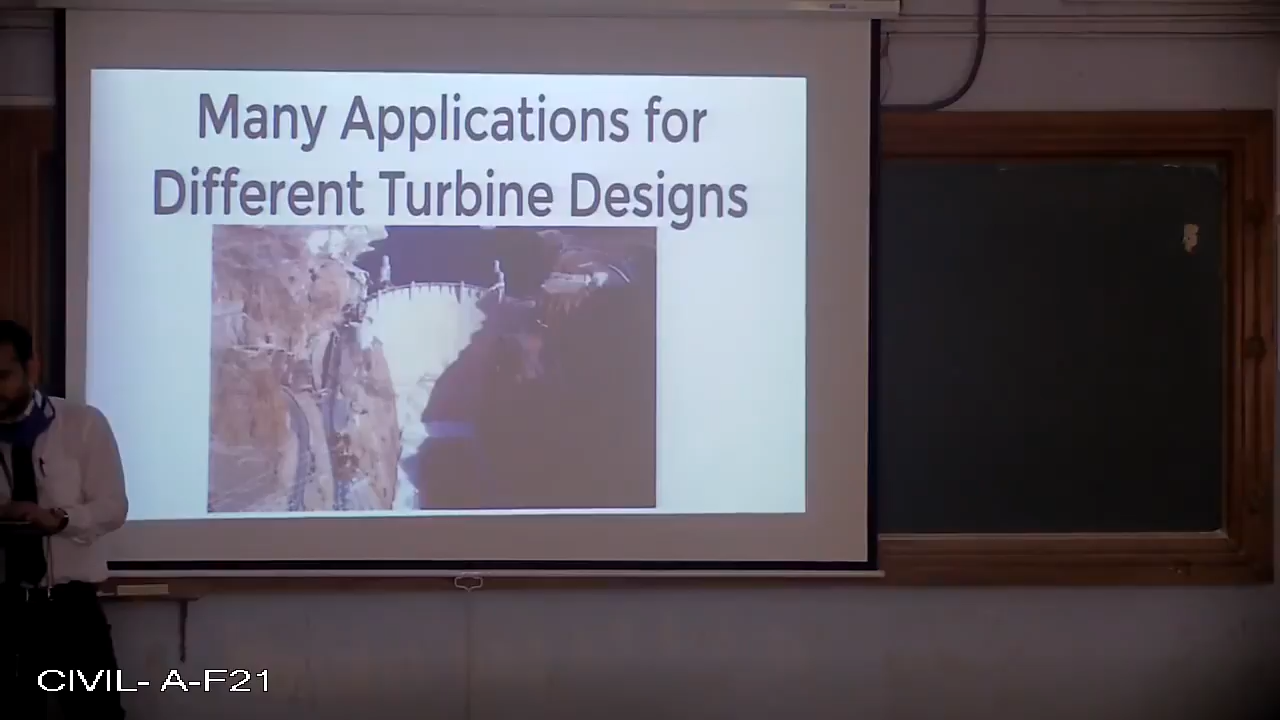 Many Applications for
Different Turbine Designs
CIVIL- A-F21